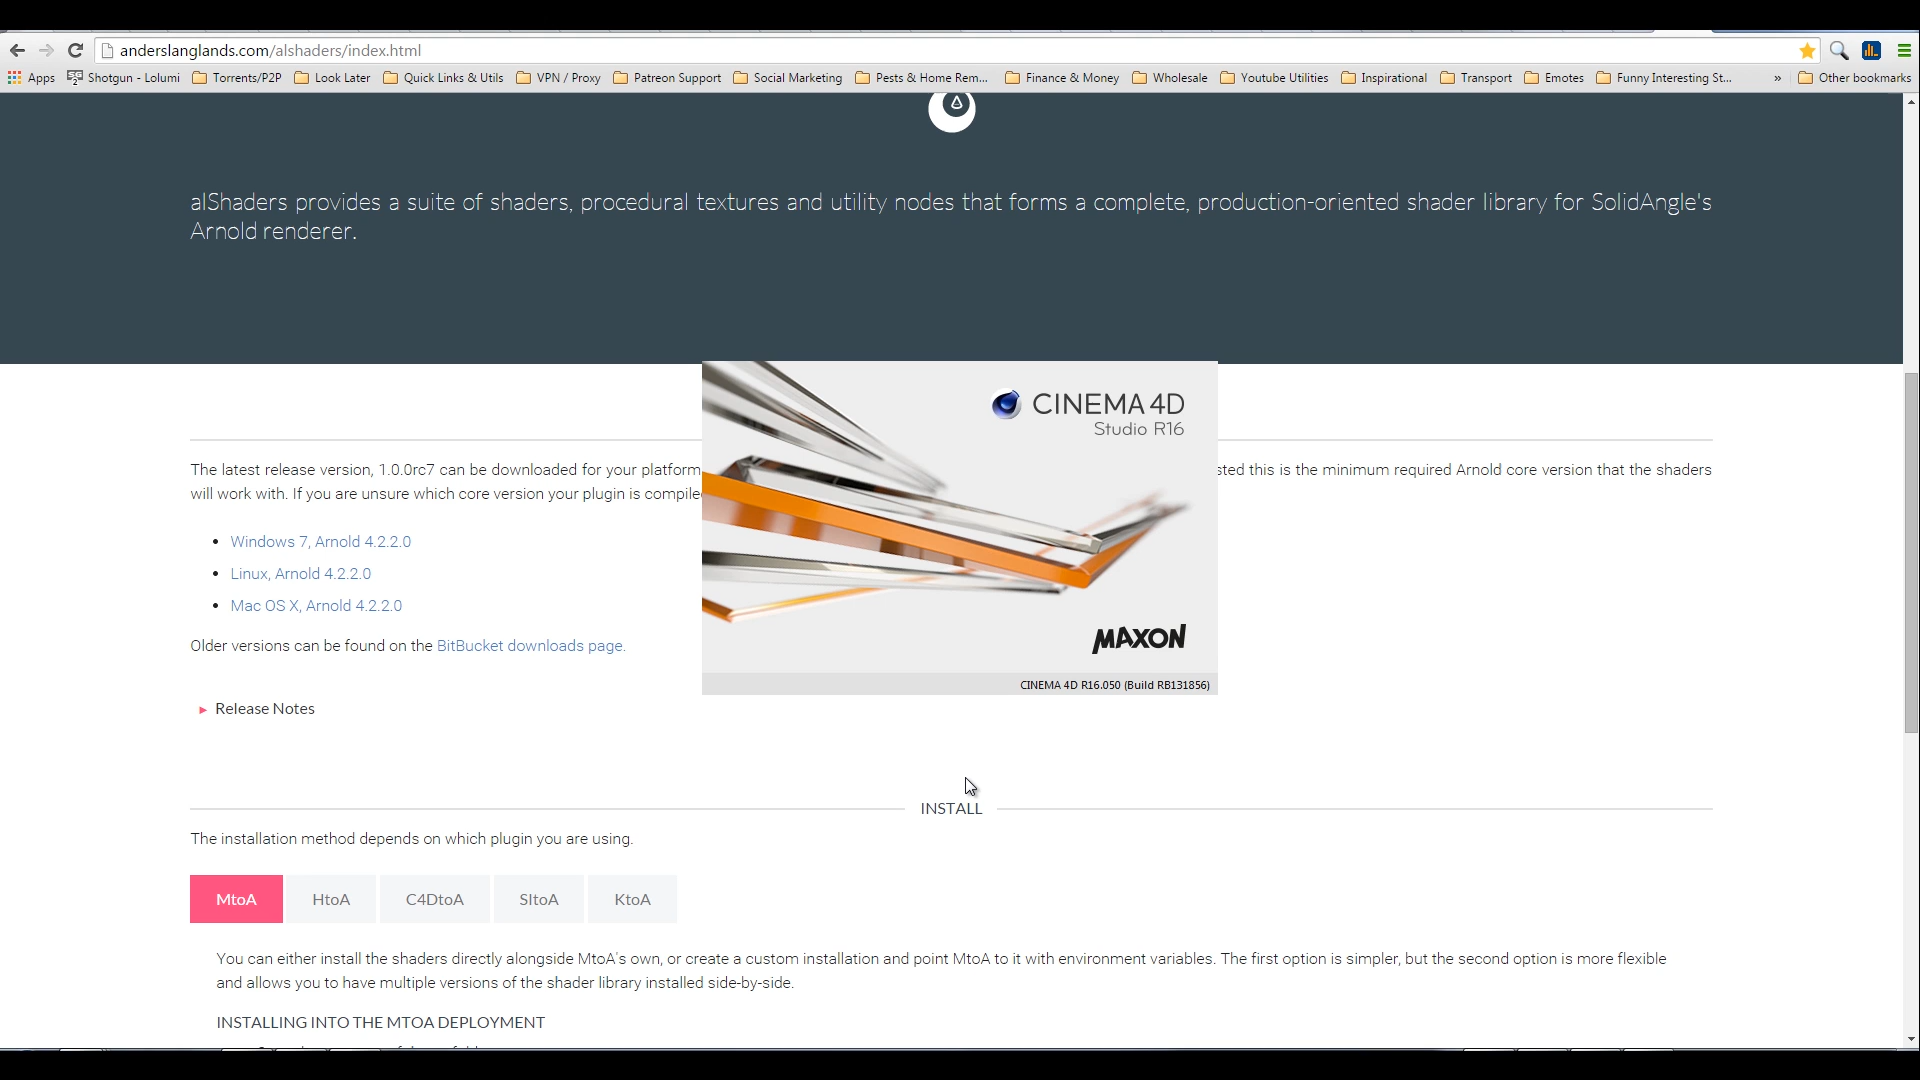 anderslanglands.com/alshaders/index.html
Apps Shotgun - Lolumi Torrents/P2P Look Later Quick Links & Utils VPN / Proxy Patreon Support Social Marketing Pests & Home Rem... Finance & Money Wholesale Youtube Utilities Inspirational Transport Emotes Funny Interesting St... » Other bookmarks
alShaders provides a suite of shaders, procedural textures and utility nodes that forms a complete, production-oriented shader library for SolidAngle's
Arnold renderer.
CINEMA 4D
Studio R16
The latest release version, 1.0.0rc7 can be downloaded for your platform
sted this is the minimum required Arnold core version that the shaders
will work with. If you are unsure which core version your plugin is compile
Windows 7, Arnold 4.2.2.0
Linux, Arnold 4.2.2.0
Mac OS X, Arnold 4.2.2.0
Older versions can be found on the BitBucket downloads page.
MAXON
CINEMA 4D R16.050 (Build RB131856)
Release Notes
INSTALL
The installation method depends on which plugin you are using.
MtoA HtoA C4DtoA SItoA KtoA
You can either install the shaders directly alongside MtoA's own, or create a custom installation and point MtoA to it with environment variables. The first option is simpler, but the second option is more flexible
and allows you to have multiple versions of the shader library installed side-by-side.
INSTALLING INTO THE MTOA DEPLOYMENT